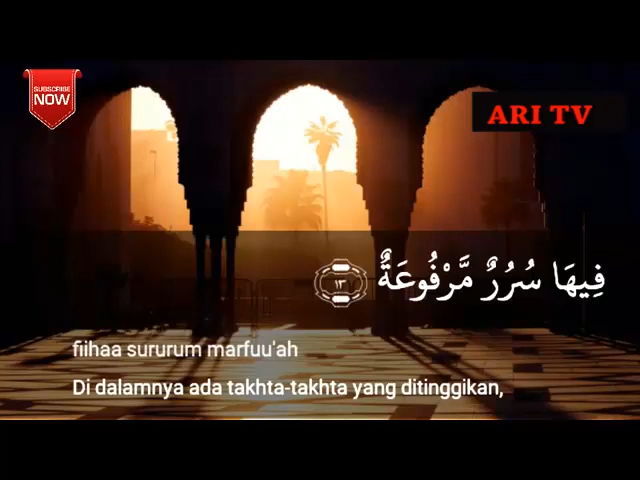 SUBSCRIBE
NOW
ARI TV
فِيهَا سُرُرٌ مَّرْفُوعَةٌ ١٣
fiihaa sururum marfuu'ah
Di dalamnya ada takhta-takhta yang ditinggikan,